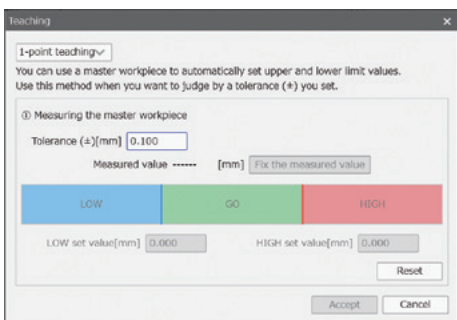 Teaching
1-point teaching
You can use a master workpiece to automatically set upper and lower limit values.
Use this method when you want to judge by a tolerance (±) you set.
① Measuring the master workpiece
Tolerance (±)[mm] 0.100
Measured value ------ [mm] Fix the measured value
LOW GO HIGH
LOW set value[mm] 0.000 HIGH set value[mm] 0.000
Reset
Accept Cancel